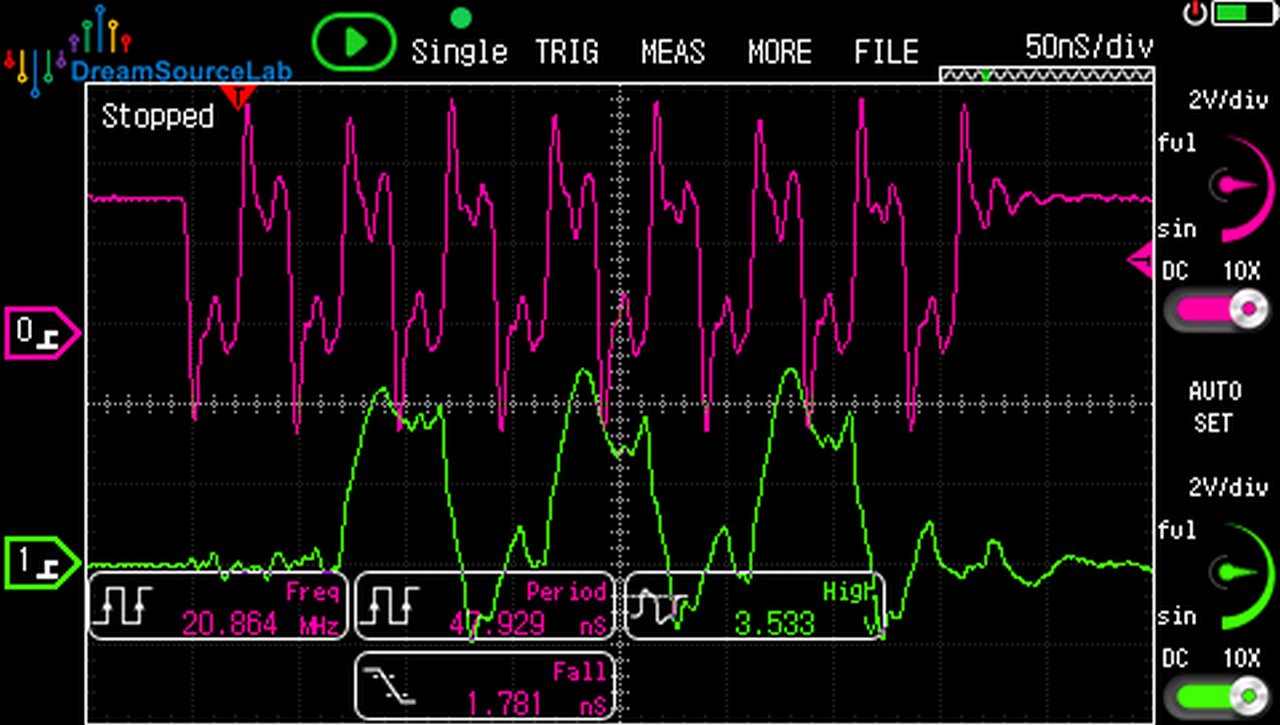 DreamSourceLab
Single TRIG MEAS MORE FILE 50nS/div
Stopped
T
2V/div
ful
sin
DC 10X
0
T
AUTO
SET
2V/div
ful
sin
DC 10X
1
Freq
20.864 MHz
Period
47.929 nS
High
3.533 V
Fall
1.781 nS